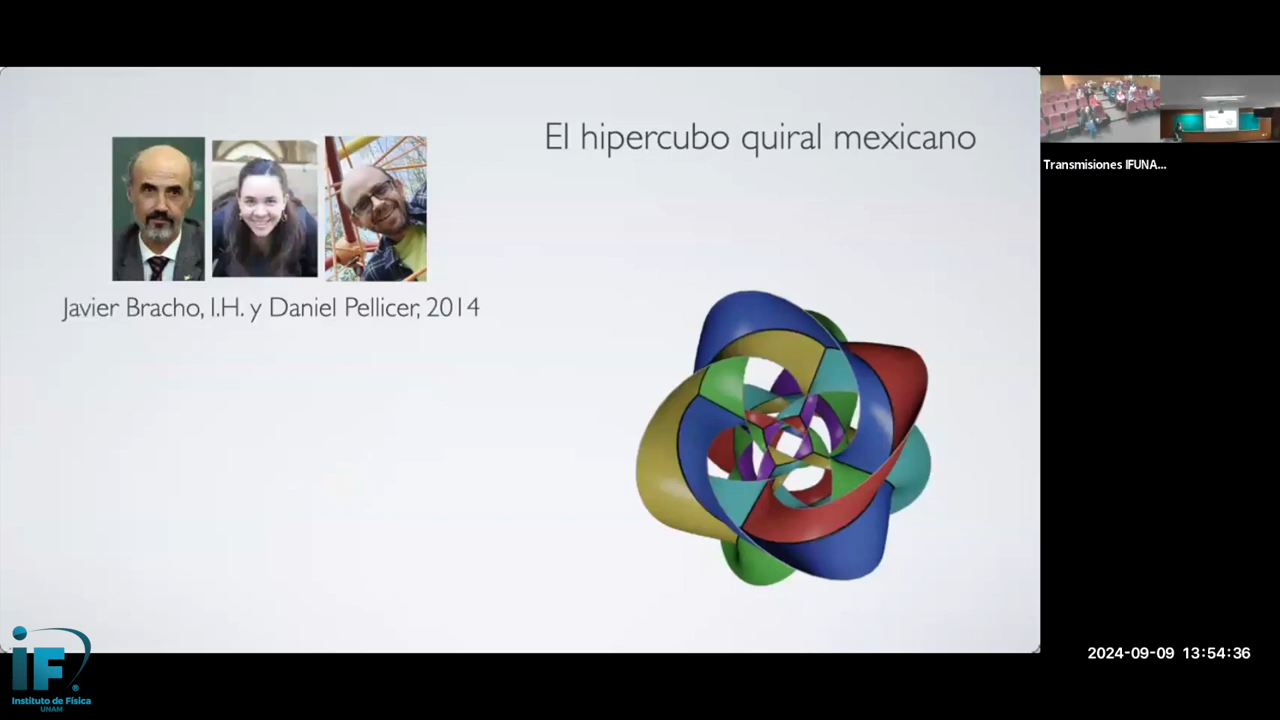 El hipercubo quiral mexicano
Javier Bracho, I.H. y Daniel Pellicer, 2014
Transmisiones IFUNA...
iF
Instituto de Física
UNAM
2024-09-09 13:54:36